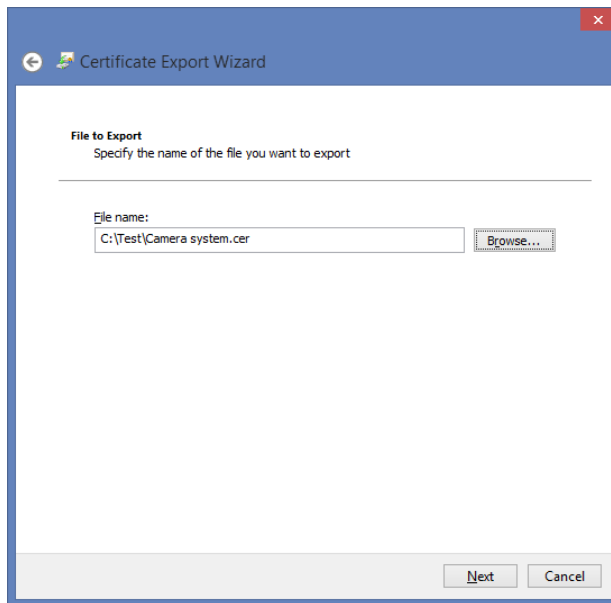 Certificate Export Wizard
File to Export
Specify the name of the file you want to export
File name:
C:\Test\Camera system.cer
Browse...
Next
Cancel